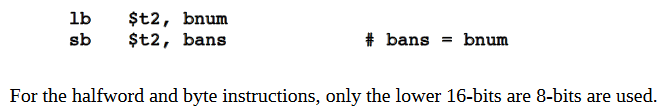 lb $t2, bnum
sb $t2, bans # bans = bnum
For the halfword and byte instructions, only the lower 16-bits are 8-bits are used.